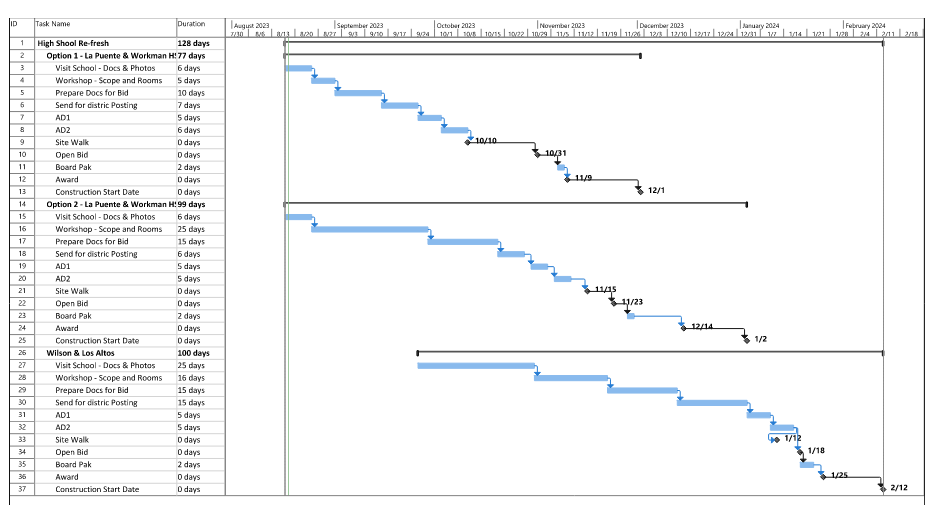 ID Task Name Duration August 2023 September 2023 October 2023 November 2023 December 2023 January 2024 February 2024
7/30 8/6 8/13 8/20 8/27 9/3 9/10 9/17 9/24 10/1 10/8 10/15 10/22 10/29 11/5 11/12 11/19 11/26 12/3 12/10 12/17 12/24 12/31 1/7 1/14 1/21 1/28 2/4 2/11 2/18
1 High Shool Re-fresh 128 days
2 Option 1 - La Puente & Workman HS 77 days
3 Visit School - Docs & Photos 6 days
4 Workshop - Scope and Rooms 5 days
5 Prepare Docs for Bid 10 days
6 Send for distric Posting 7 days
7 AD1 5 days
8 AD2 6 days
9 Site Walk 0 days 10/10
10 Open Bid 0 days 10/31
11 Board Pak 2 days
12 Award 0 days 11/9
13 Construction Start Date 0 days 12/1
14 Option 2 - La Puente & Workman HS 99 days
15 Visit School - Docs & Photos 6 days
16 Workshop - Scope and Rooms 25 days
17 Prepare Docs for Bid 15 days
18 Send for distric Posting 6 days
19 AD1 5 days
20 AD2 5 days
21 Site Walk 0 days 11/15
22 Open Bid 0 days 11/23
23 Board Pak 2 days
24 Award 0 days 12/14
25 Construction Start Date 0 days 1/2
26 Wilson & Los Altos 100 days
27 Visit School - Docs & Photos 25 days
28 Workshop - Scope and Rooms 16 days
29 Prepare Docs for Bid 15 days
30 Send for distric Posting 15 days
31 AD1 5 days
32 AD2 5 days
33 Site Walk 0 days 1/12
34 Open Bid 0 days 1/18
35 Board Pak 2 days
36 Award 0 days 1/25
37 Construction Start Date 0 days 2/12